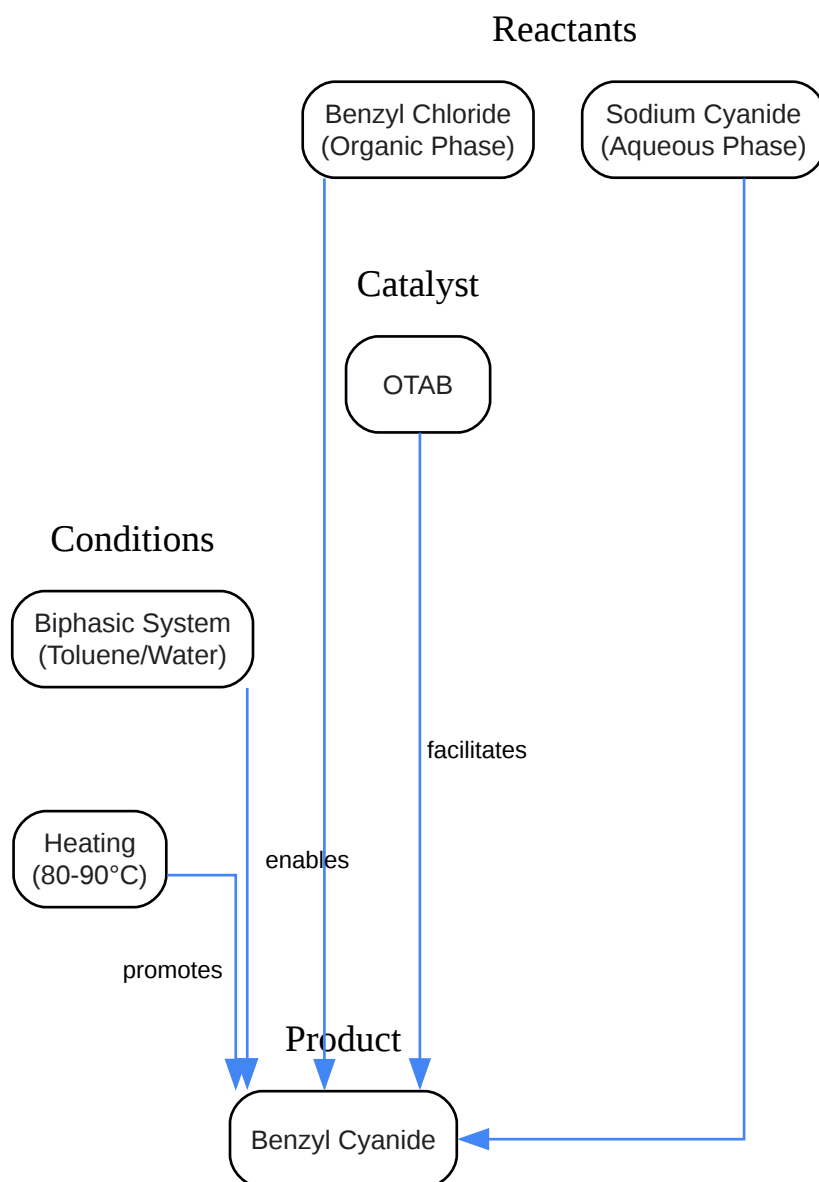 Reactants
Benzyl Chloride
(Organic Phase)
Sodium Cyanide
(Aqueous Phase)
Catalyst
OTAB
Conditions
Biphasic System
(Toluene/Water)
facilitates
Heating
(80-90°C)
enables
promotes
Product
Benzyl Cyanide